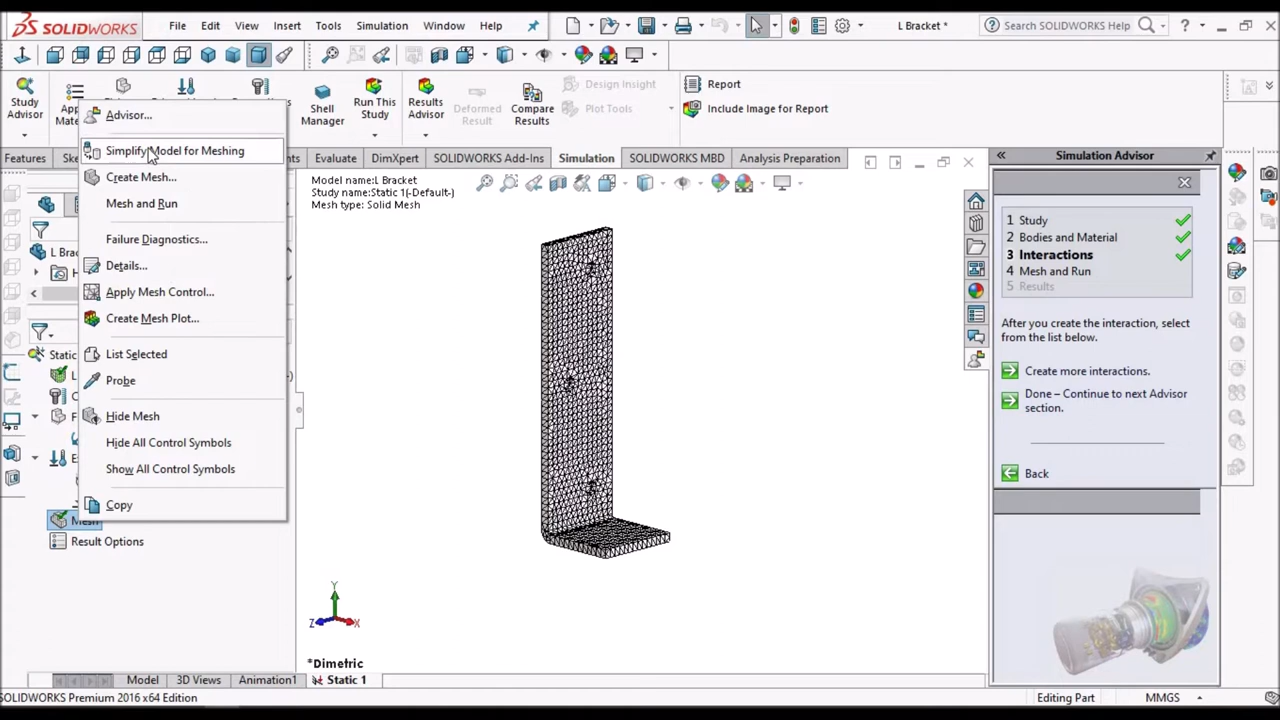 SOLIDWORKS
File Edit View Insert Tools Simulation Window Help
L Bracket *
Search SOLIDWORKS Help
Study Advisor
Shell Manager
Run This Study
Results Advisor
Deformed Result
Compare Results
Design Insight
Plot Tools
Report
Include Image for Report
Features
Evaluate
DimXpert
SOLIDWORKS Add-Ins
Simulation
SOLIDWORKS MBD
Analysis Preparation
Advisor...
Simplify Model for Meshing
Create Mesh...
Mesh and Run
Failure Diagnostics...
Details...
Apply Mesh Control...
Create Mesh Plot...
List Selected
Probe
Hide Mesh
Hide All Control Symbols
Show All Control Symbols
Copy
Mesh
Result Options
Model name:L Bracket
Study name:Static 1(-Default-)
Mesh type: Solid Mesh
Y
Z
X
*Dimetric
Simulation Advisor
1 Study
2 Bodies and Material
3 Interactions
4 Mesh and Run
5 Results
After you create the interaction, select
from the list below.
Create more interactions.
Done – Continue to next Advisor
section.
Back
Model
3D Views
Animation1
Static 1
SOLIDWORKS Premium 2016 x64 Edition
Editing Part
MMGS